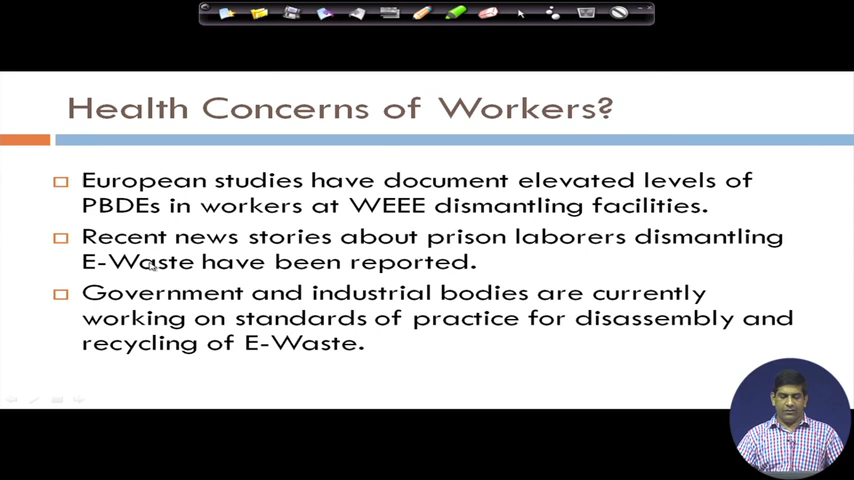 Health Concerns of Workers?
European studies have document elevated levels of
PBDEs in workers at WEEE dismantling facilities.
Recent news stories about prison laborers dismantling
E-Waste have been reported.
Government and industrial bodies are currently
working on standards of practice for disassembly and
recycling of E-Waste.